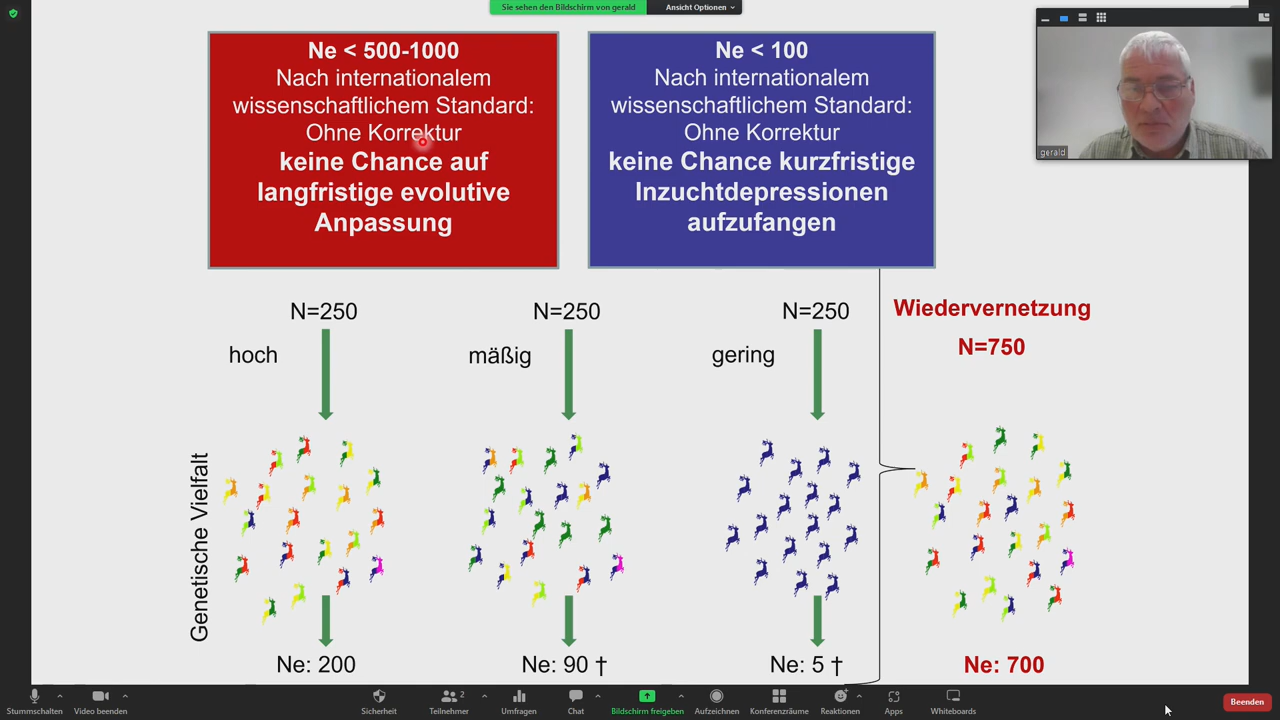 Sie sehen den Bildschirm von gerald
Ansicht Optionen
Ne < 500-1000
Nach internationalem
wissenschaftlichem Standard:
Ohne Korrektur
keine Chance auf
langfristige evolutive
Anpassung
Ne < 100
Nach internationalem
wissenschaftlichem Standard:
Ohne Korrektur
keine Chance kurzfristige
Inzuchtdepressionen
aufzufangen
gerald
N=250
N=250
N=250
Wiedervernetzung
N=750
hoch
mäßig
gering
Genetische Vielfalt
Ne: 200
Ne: 90 †
Ne: 5 †
Ne: 700
Stummschalten
Video beenden
Sicherheit
2
Teilnehmer
Umfragen
Chat
Bildschirm freigeben
Aufzeichnen
Konferenzräume
Reaktionen
Apps
Whiteboards
Beenden